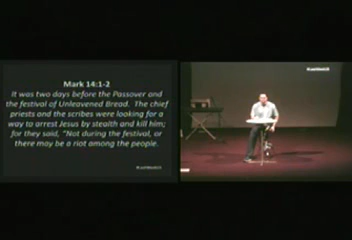 Mark 14:1-2
It was two days before the Passover and
the festival of Unleavened Bread. The chief
priests and the scribes were looking for a
way to arrest Jesus by stealth and kill him;
for they said, "Not during the festival, or
there may be a riot among the people.